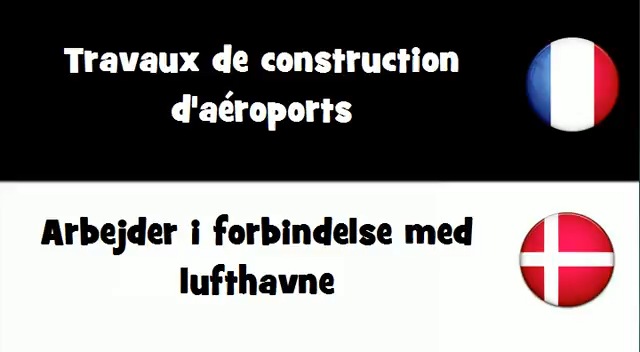 Travaux de construction
d'aéroports
Arbejder i forbindelse med
lufthavne